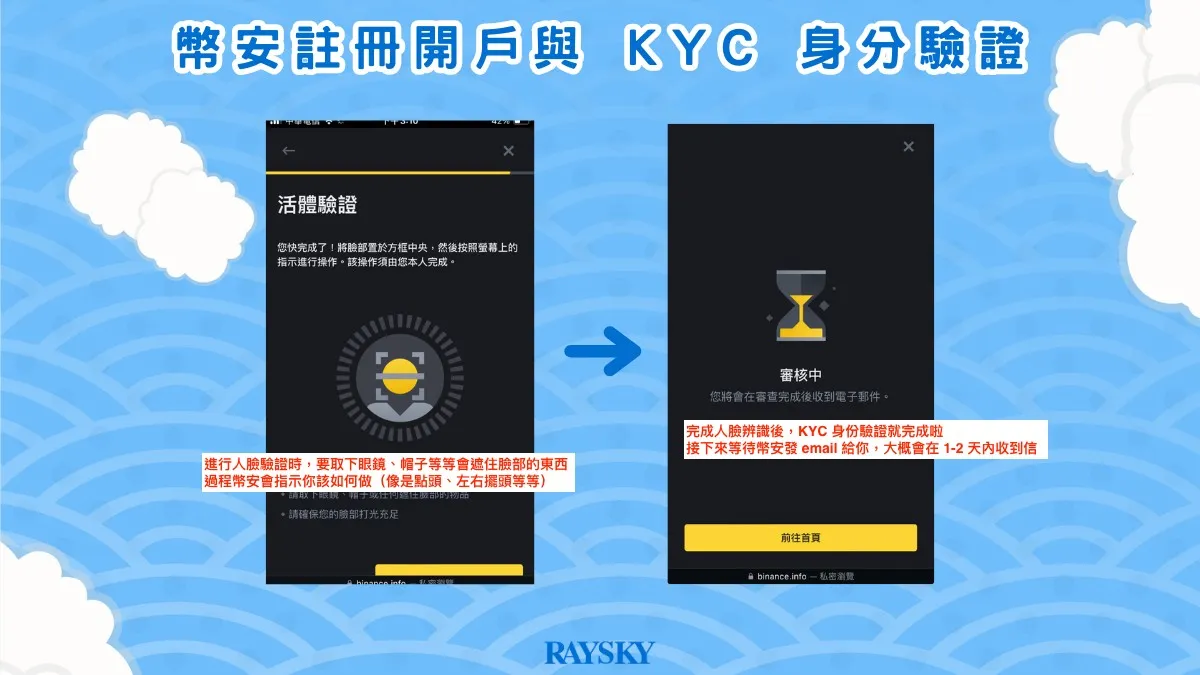 幣安註冊開戶與 KYC 身分驗證
中華電信 下午3:10 42%
活體驗證
您快完成了！將臉部置於方框中央，然後按照螢幕上的
指示進行操作。該操作須由您本人完成。
進行人臉驗證時，要取下眼鏡、帽子等等會遮住臉部的東西
過程幣安會指示你該如何做（像是點頭、左右擺頭等等）
• 請取下眼鏡、帽子或任何遮住臉部的物品
• 請確保您的臉部打光充足
binance.info — 私密瀏覽
審核中
您將會在審查完成後收到電子郵件。
完成人臉辨識後，KYC 身份驗證就完成啦
接下來等待幣安發 email 給你，大概會在 1-2 天內收到信
前往首頁
binance.info — 私密瀏覽
RAYSKY